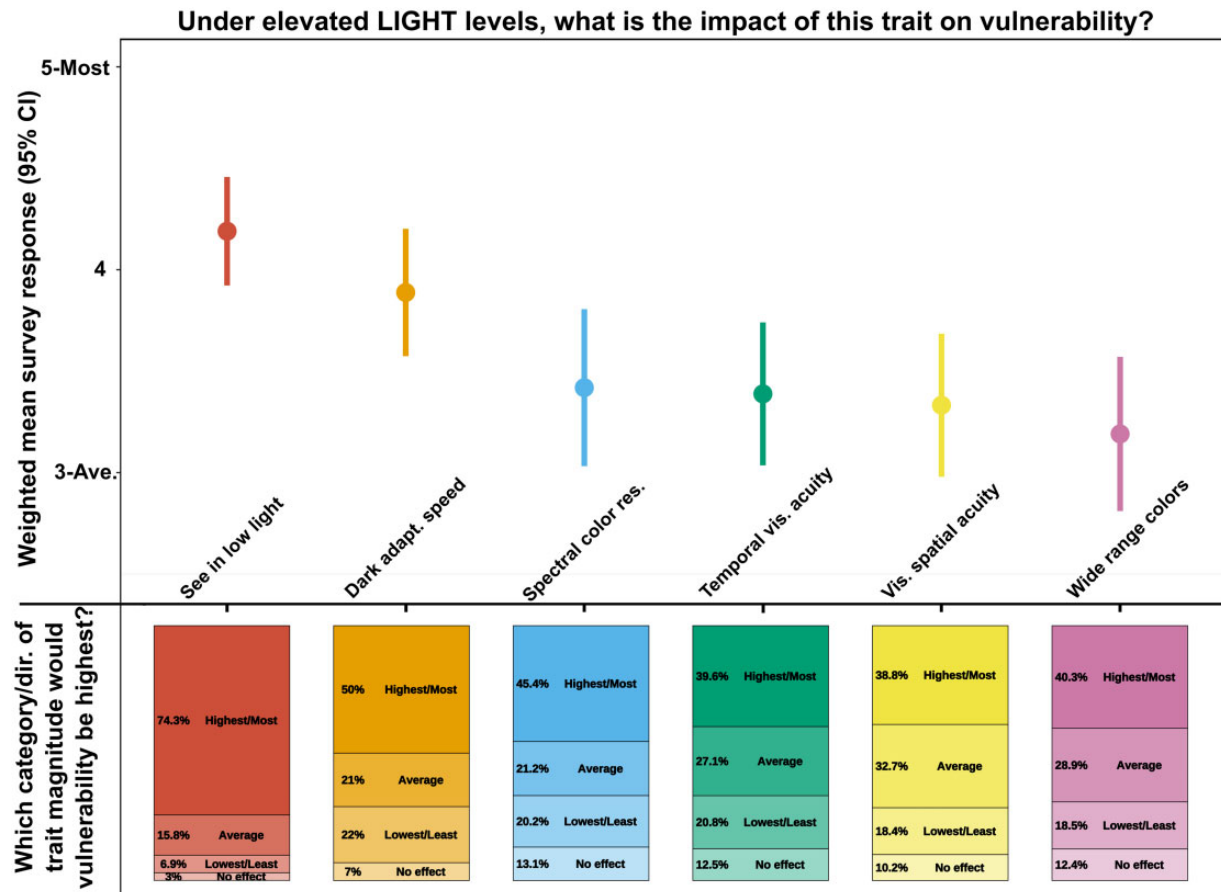 Under elevated LIGHT levels, what is the impact of this trait on vulnerability?
Weighted mean survey response (95% CI)
5-Most
4
3-Ave.
See in low light
Dark adapt. speed
Spectral color res.
Temporal vis. acuity
Vis. spatial acuity
Wide range colors
Which category/dir. of
trait magnitude would
vulnerability be highest?
74.3% Highest/Most
15.8% Average
6.9% Lowest/Least
3% No effect
50% Highest/Most
21% Average
22% Lowest/Least
7% No effect
45.4% Highest/Most
21.2% Average
20.2% Lowest/Least
13.1% No effect
39.6% Highest/Most
27.1% Average
20.8% Lowest/Least
12.5% No effect
38.8% Highest/Most
32.7% Average
18.4% Lowest/Least
10.2% No effect
40.3% Highest/Most
28.9% Average
18.5% Lowest/Least
12.4% No effect